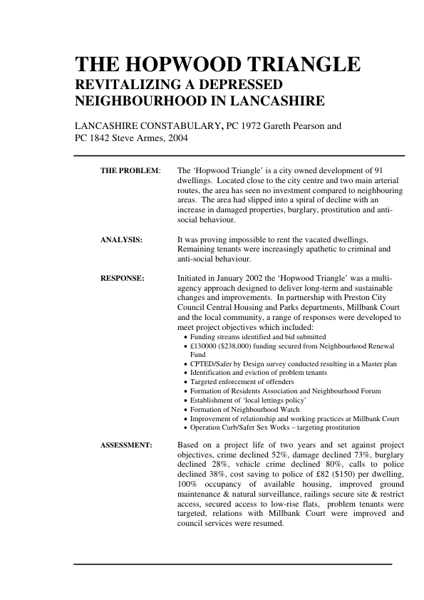 THE HOPWOOD TRIANGLE
REVITALIZING A DEPRESSED
NEIGHBOURHOOD IN LANCASHIRE
LANCASHIRE CONSTABULARY, PC 1972 Gareth Pearson and
PC 1842 Steve Armes, 2004
THE PROBLEM: The ‘Hopwood Triangle’ is a city owned development of 91
dwellings. Located close to the city centre and two main arterial
routes, the area has seen no investment compared to neighbouring
areas. The area had slipped into a spiral of decline with an
increase in damaged properties, burglary, prostitution and anti-
social behaviour.
ANALYSIS: It was proving impossible to rent the vacated dwellings.
Remaining tenants were increasingly apathetic to criminal and
anti-social behaviour.
RESPONSE: Initiated in January 2002 the ‘Hopwood Triangle’ was a multi-
agency approach designed to deliver long-term and sustainable
changes and improvements. In partnership with Preston City
Council Central Housing and Parks departments, Millbank Court
and the local community, a range of responses were developed to
meet project objectives which included:
• Funding streams identified and bid submitted
• £130000 ($238,000) funding secured from Neighbourhood Renewal
Fund
• CPTED/Safer by Design survey conducted resulting in a Master plan
• Identification and eviction of problem tenants
• Targeted enforcement of offenders
• Formation of Residents Association and Neighbourhood Forum
• Establishment of ‘local lettings policy’
• Formation of Neighbourhood Watch
• Improvement of relationship and working practices at Millbank Court
• Operation Curb/Safer Sex Works – targeting prostitution
ASSESSMENT: Based on a project life of two years and set against project
objectives, crime declined 52%, damage declined 73%, burglary
declined 28%, vehicle crime declined 80%, calls to police
declined 38%, cost saving to police of £82 ($150) per dwelling,
100% occupancy of available housing, improved ground
maintenance & natural surveillance, railings secure site & restrict
access, secured access to low-rise flats, problem tenants were
targeted, relations with Millbank Court were improved and
council services were resumed.